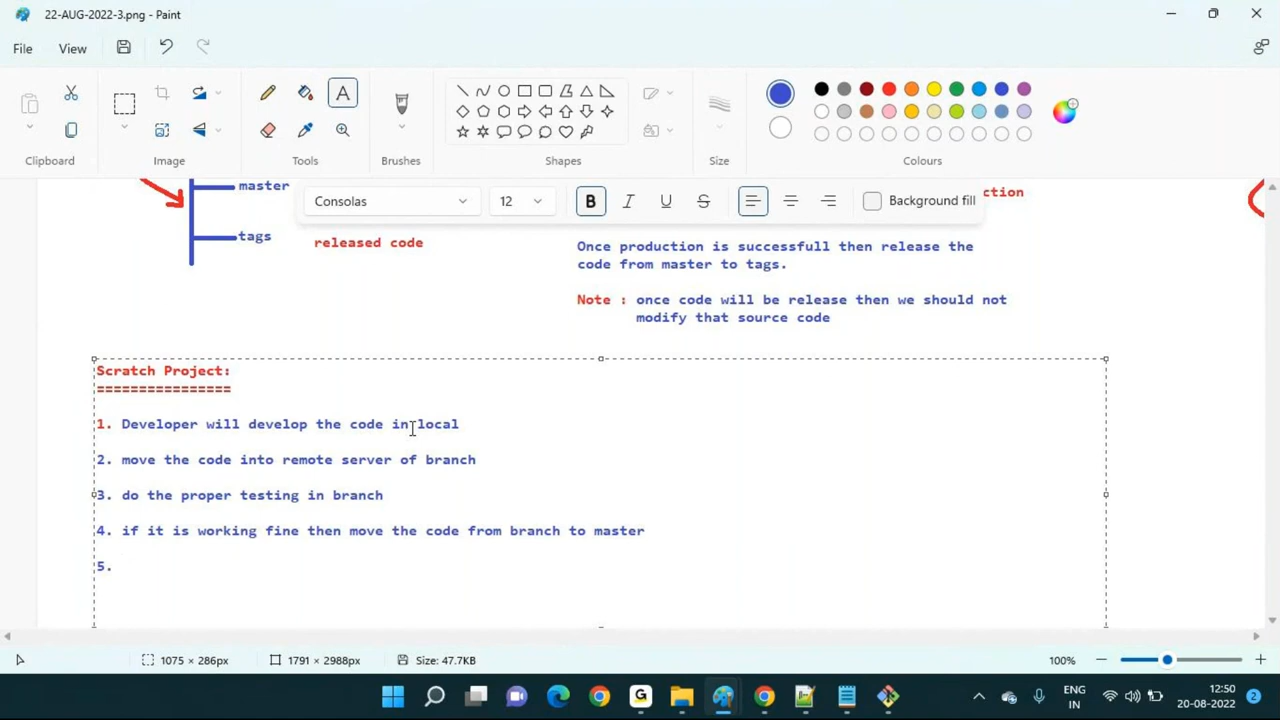 22-AUG-2022-3.png - Paint
File
View
Clipboard
Image
Tools
Brushes
Shapes
Size
Colours
Consolas
12
B
I
U
S
Background fill
master
ction
tags
released code
Once production is successfull then release the
code from master to tags.
Note : once code will be release then we should not
modify that source code
Scratch Project:
================
1. Developer will develop the code in local
2. move the code into remote server of branch
3. do the proper testing in branch
4. if it is working fine then move the code from branch to master
5.
1075 × 286px
1791 × 2988px
Size: 47.7KB
100%
ENG
IN
12:50
20-08-2022
2